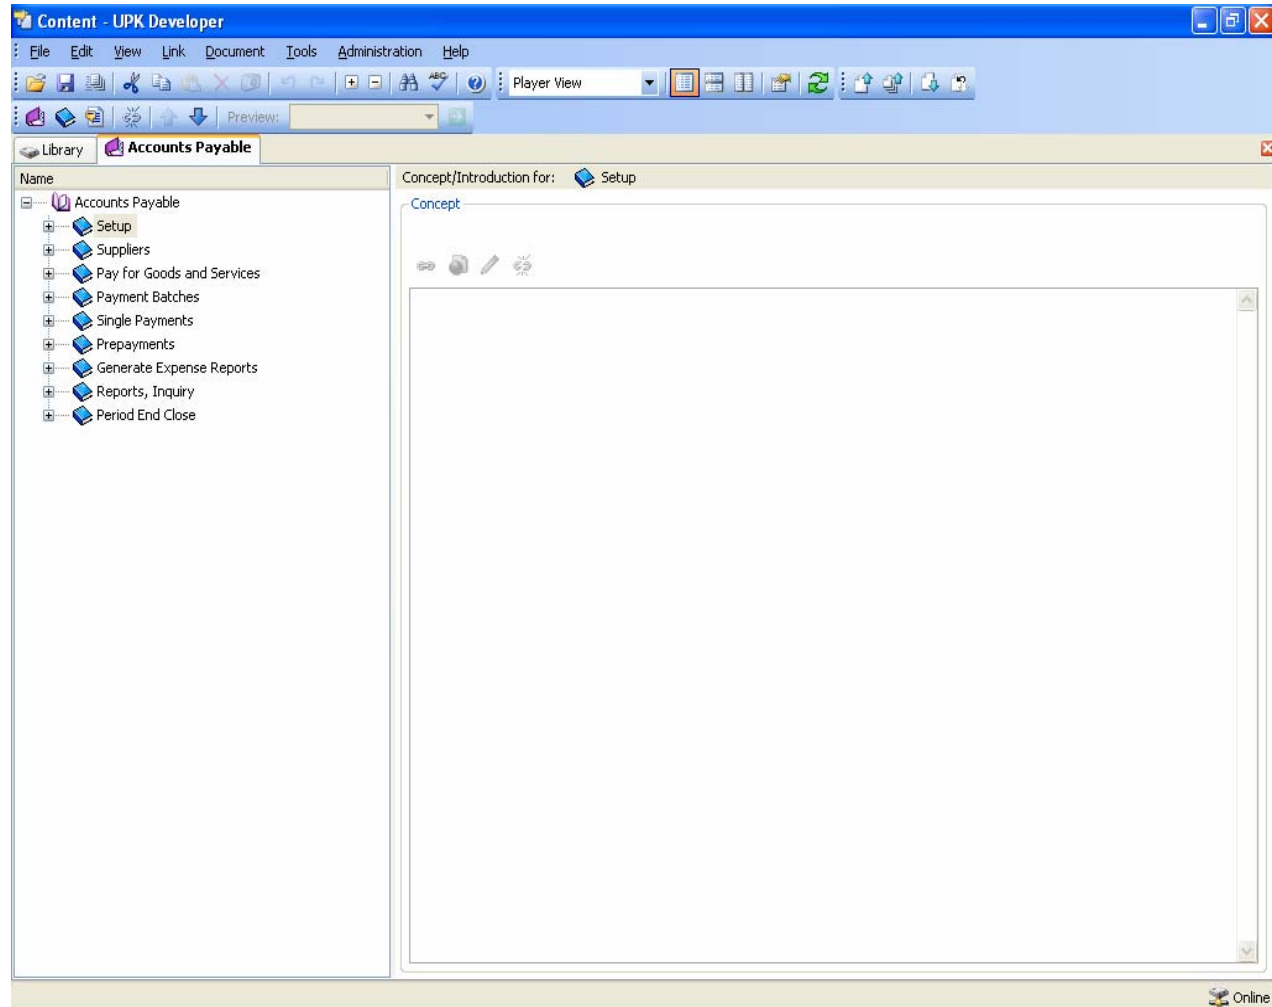 Content - UPK Developer
File Edit View Link Document Tools Administration Help
ABC Player View
Preview:
Library Accounts Payable
Name
Concept/Introduction for: Setup
Accounts Payable
Concept
Setup
Suppliers
Pay for Goods and Services
Payment Batches
Single Payments
Prepayments
Generate Expense Reports
Reports, Inquiry
Period End Close
Online